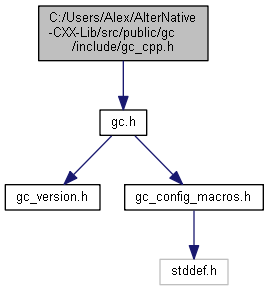 C:/Users/Alex/AlterNative
-CXX-Lib/src/public/gc
/include/gc_cpp.h
gc.h
gc_version.h
gc_config_macros.h
stddef.h